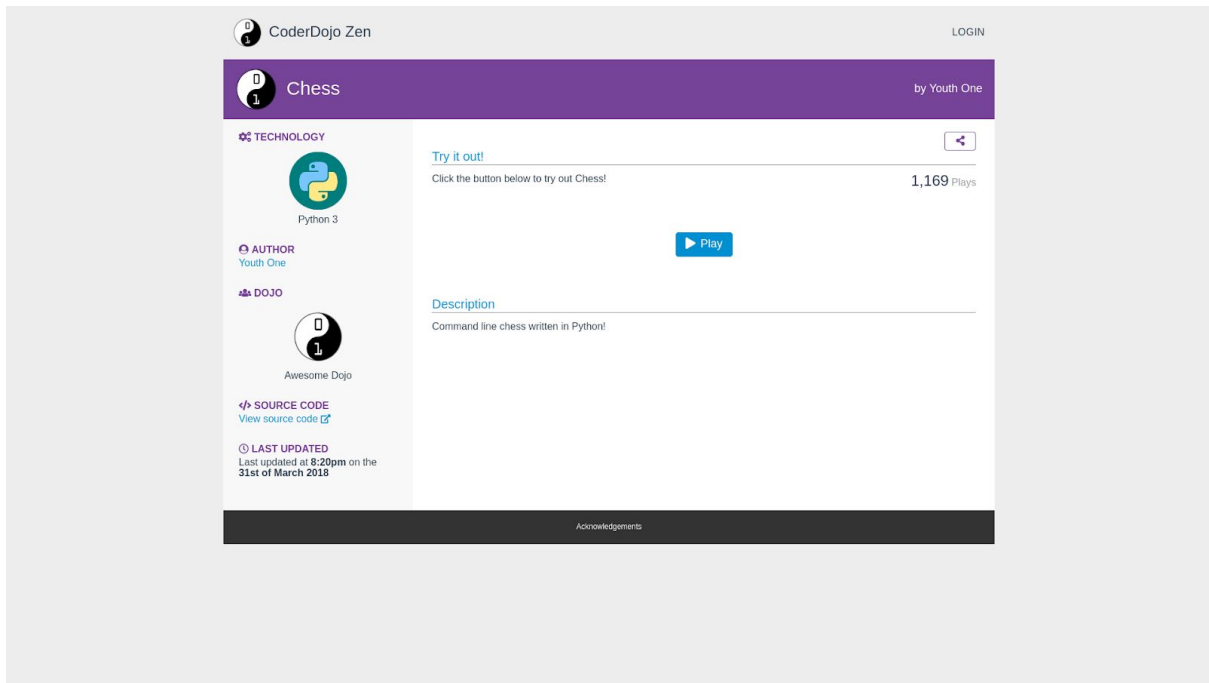 CoderDojo Zen
LOGIN
Chess
by Youth One
TECHNOLOGY
Python 3
AUTHOR
Youth One
DOJO
Awesome Dojo
</> SOURCE CODE
View source code
LAST UPDATED
Last updated at 8:20pm on the
31st of March 2018
Try it out!
Click the button below to try out Chess!
1,169 Plays
Play
Description
Command line chess written in Python!
Acknowledgements